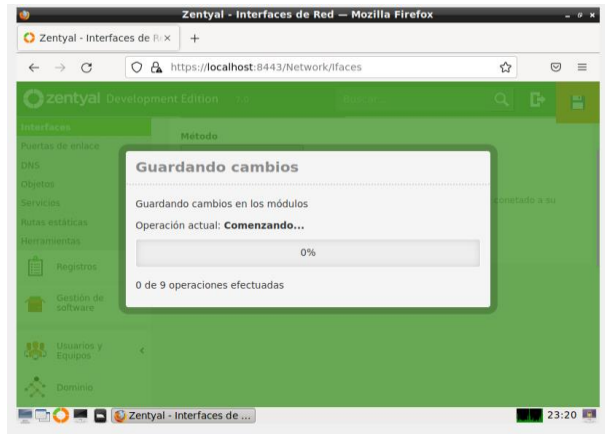 Zentyal - Interfaces de Red — Mozilla Firefox
Zentyal - Interfaces de R
https://localhost:8443/Network/Ifaces
zentyal Development Edition
Buscar...
Interfaces
Puertas de enlace
DNS
Objetos
Servicios
Rutas estáticas
Herramientas
Registros
Gestión de
software
Usuarios y
Equipos
Dominio
Método
conectado a su
Guardando cambios
Guardando cambios en los módulos
Operación actual: Comenzando...
0%
0 de 9 operaciones efectuadas
Zentyal - Interfaces de ...
23:20